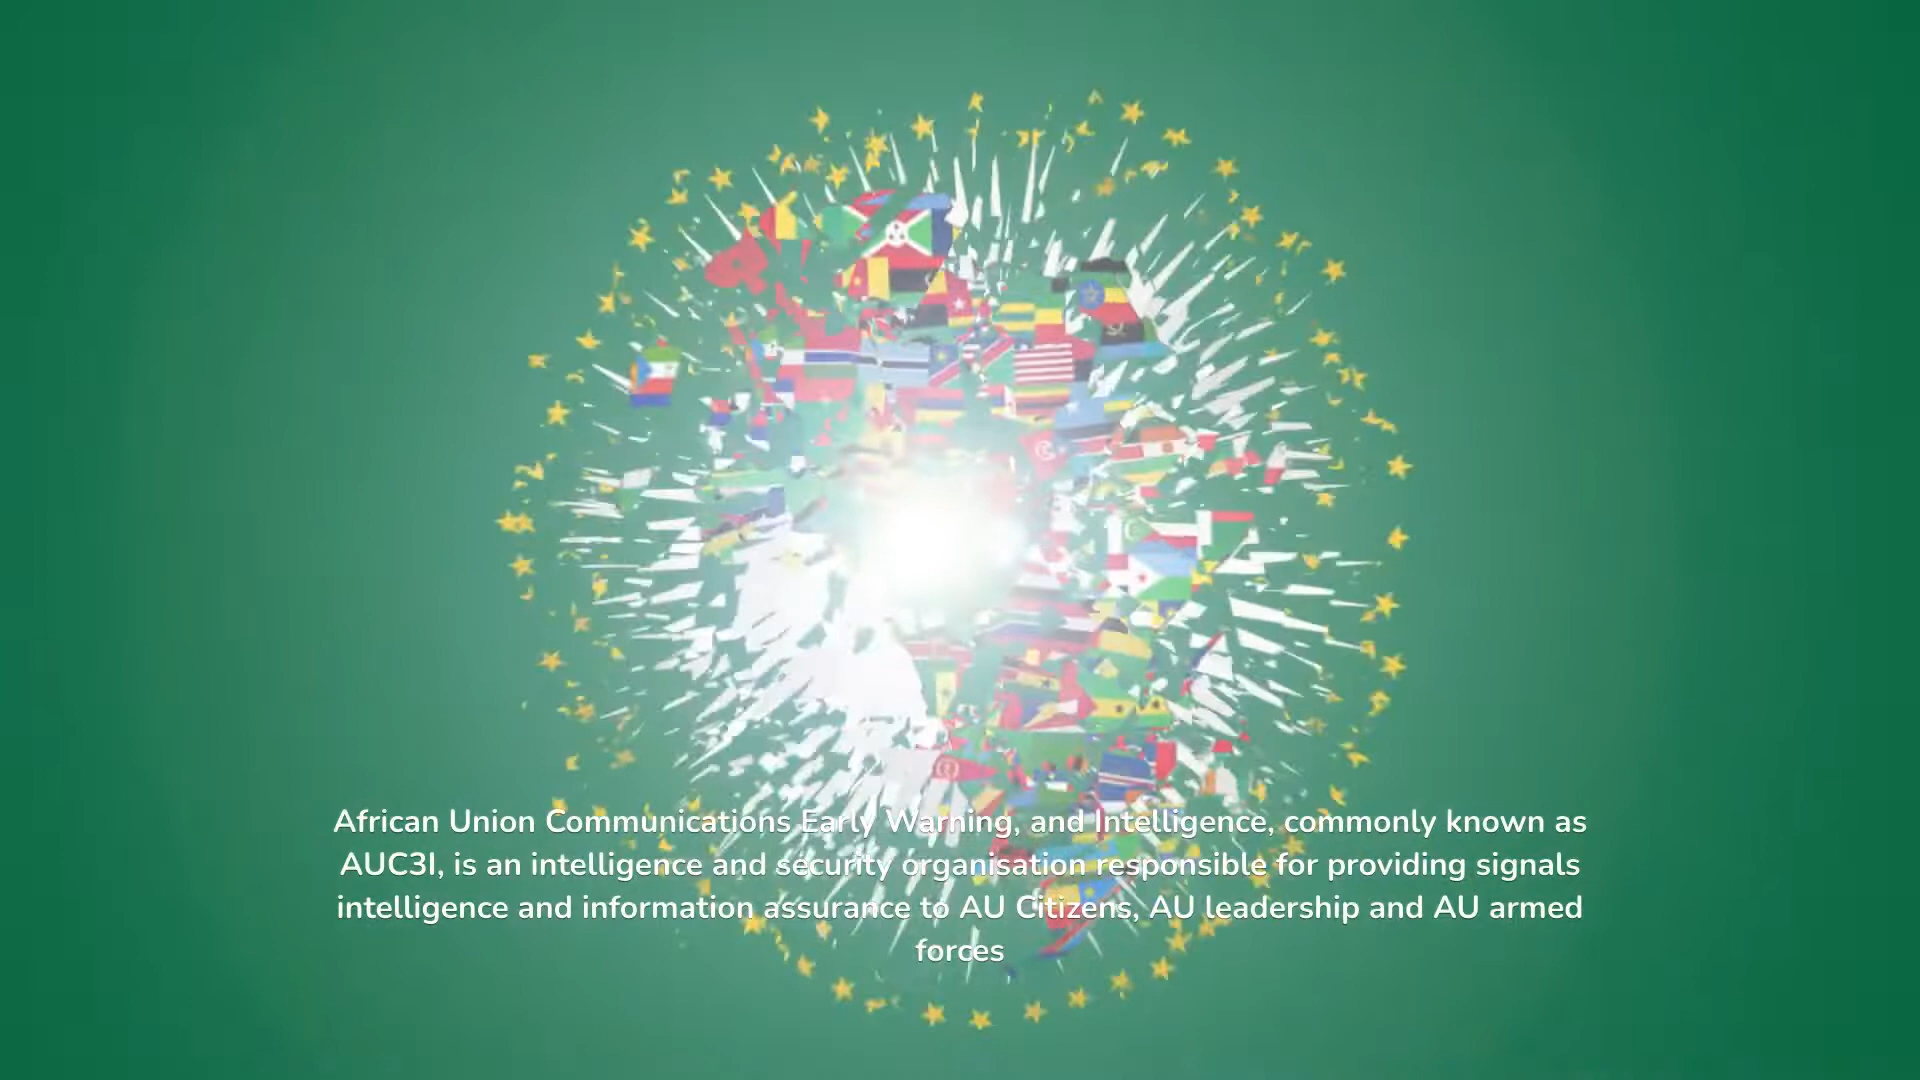 African Union Communications Early Warning, and Intelligence, commonly known as
AUC3I, is an intelligence and security organisation responsible for providing signals
intelligence and information assurance to AU Citizens, AU leadership and AU armed
forces